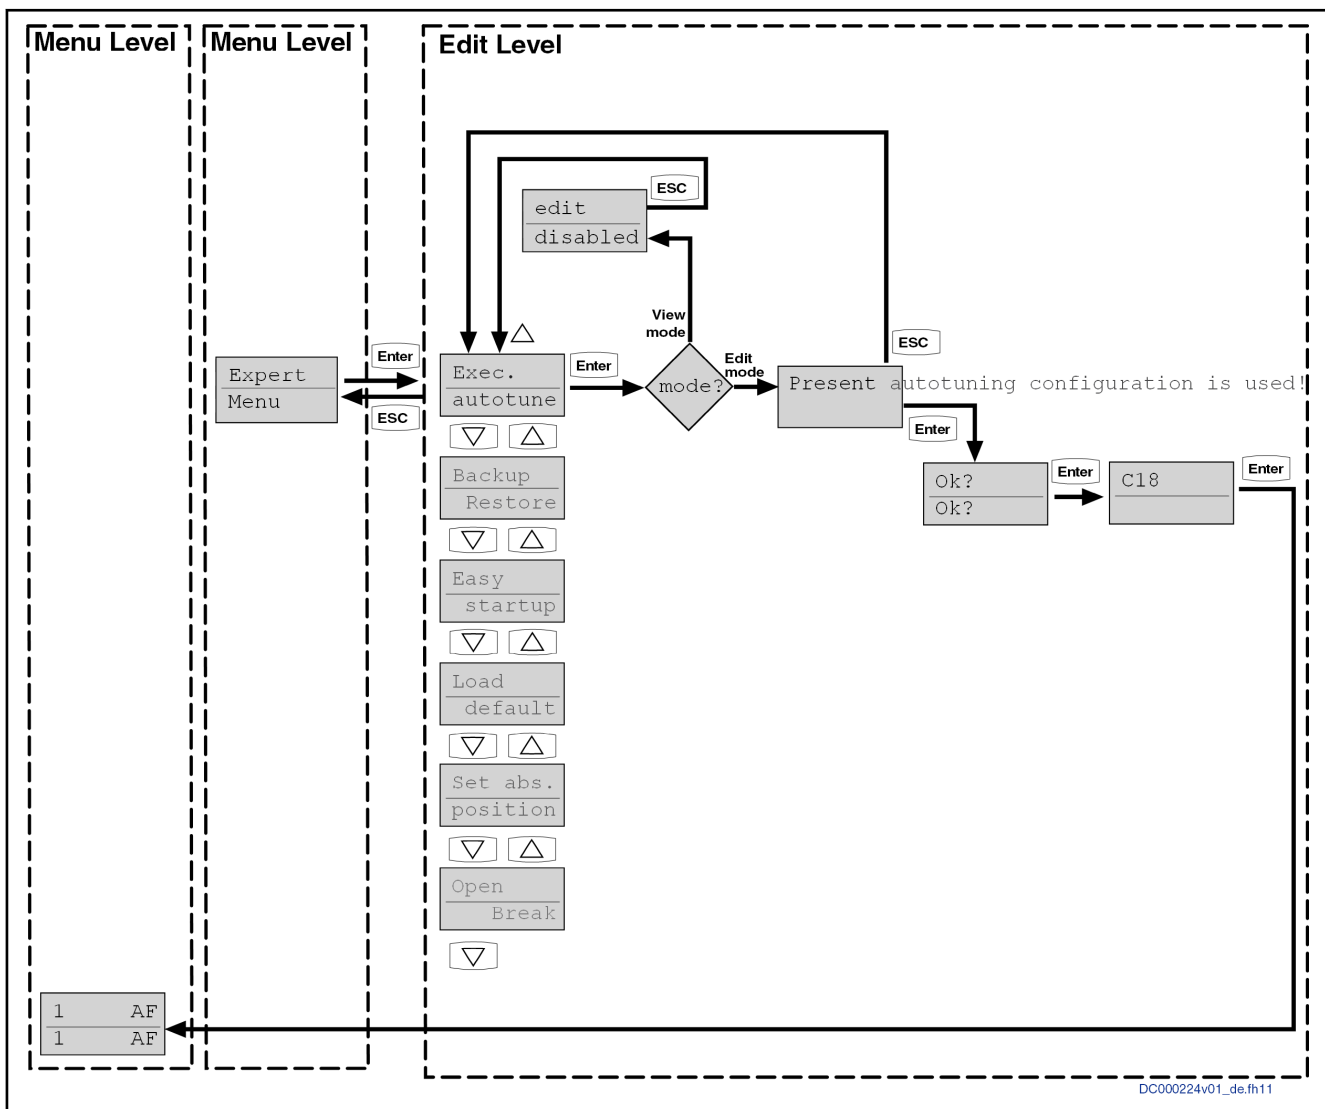 Menu Level
Menu Level
Edit Level
ESC
edit
disabled
View
mode
Edit
mode
ESC
Expert
Menu
Enter
ESC
Exec.
autotune
Enter
mode?
Present autotuning configuration is used!
Enter
Backup
Restore
Ok?
Ok?
Enter
C18
Enter
Easy
startup
Load
default
Set abs.
position
Open
Break
1 AF
1 AF
DC000224v01_de.fh11